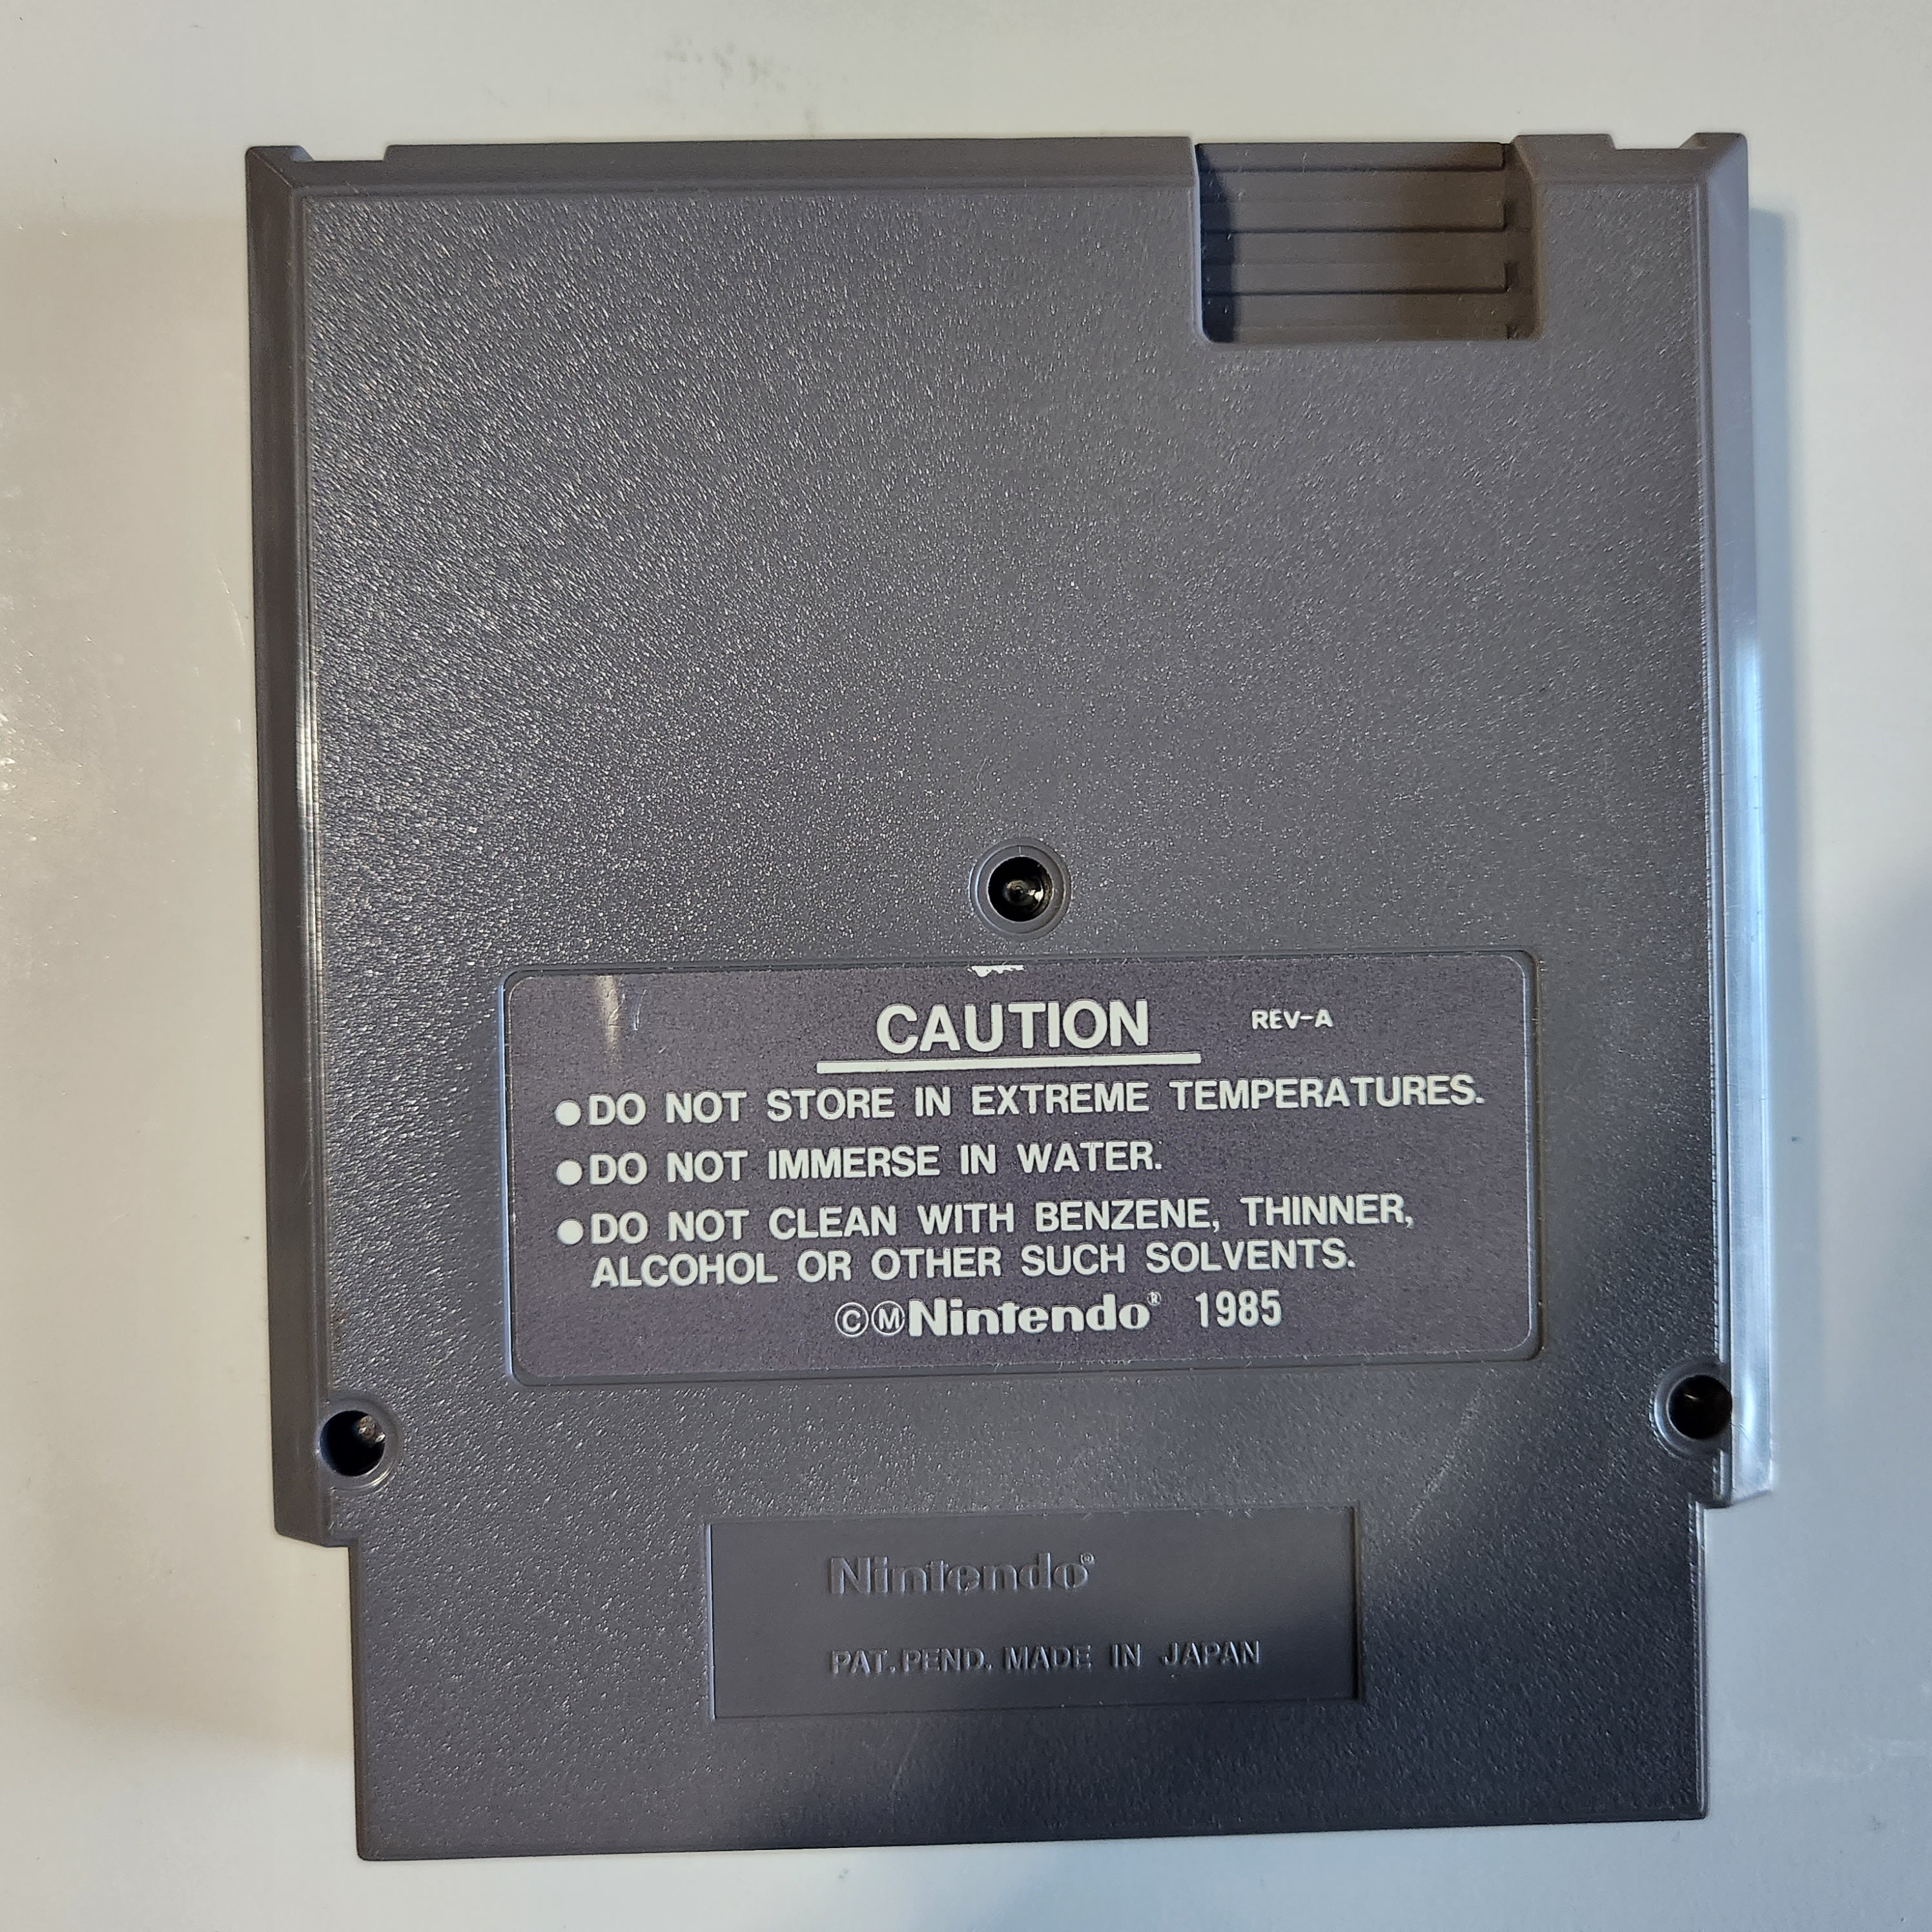 CAUTION REV-A
●DO NOT STORE IN EXTREME TEMPERATURES.
●DO NOT IMMERSE IN WATER.
●DO NOT CLEAN WITH BENZENE, THINNER,
ALCOHOL OR OTHER SUCH SOLVENTS.
ⒸⓂNintendo® 1985
Nintendo®
PAT. PEND. MADE IN JAPAN